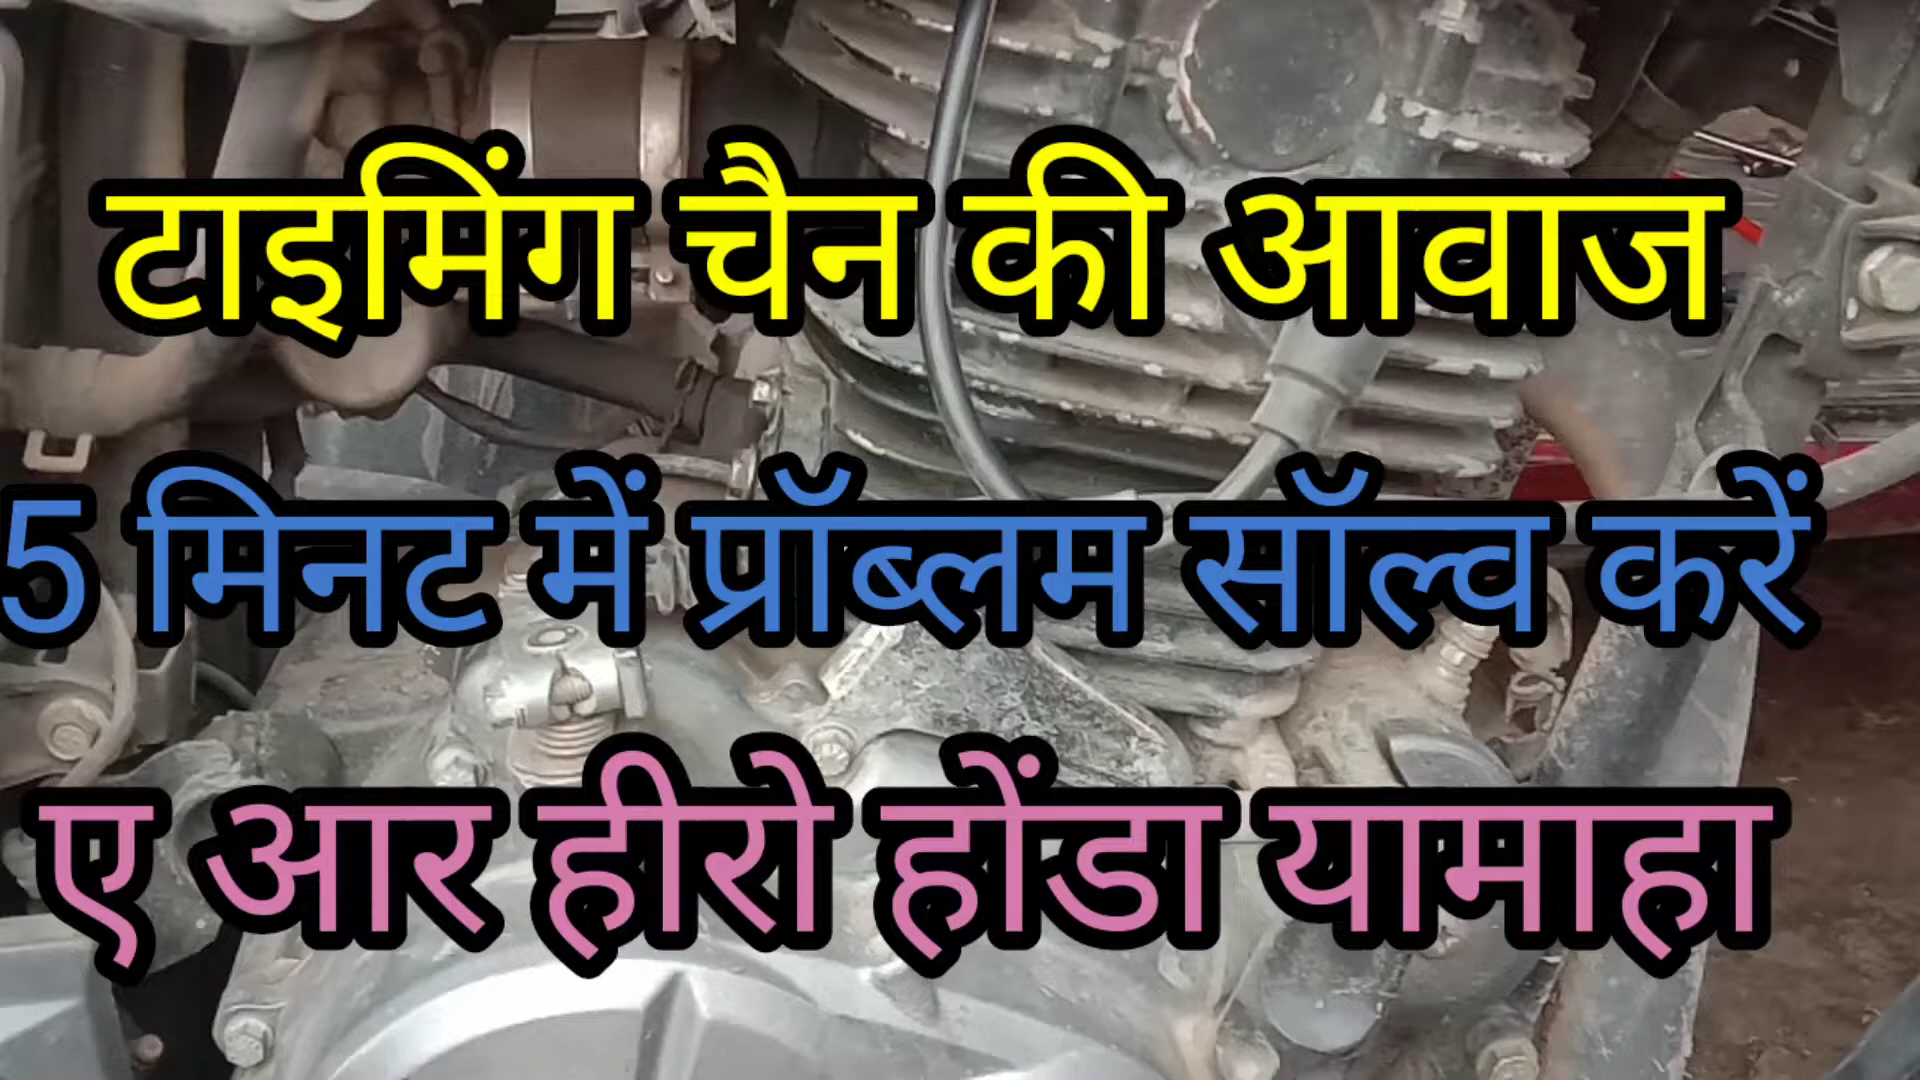 टाइमिंग चैन की आवाज
5 मिनट में प्रॉब्लम सॉल्व करें
ए आर हीरो होंडा यामाहा